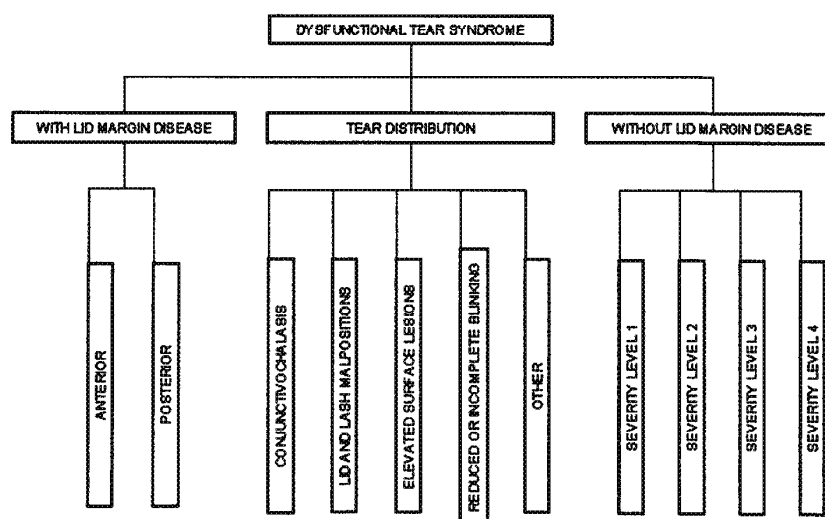 DYSFUNCTIONAL TEAR SYNDROME
WITH LID MARGIN DISEASE
TEAR DISTRIBUTION
WITHOUT LID MARGIN DISEASE
ANTERIOR
POSTERIOR
CONJUNCTIVOCHALASIS
LID AND LASH MALPOSITIONS
ELEVATED SURFACE LESIONS
REDUCED OR INCOMPLETE BLINKING
OTHER
SEVERITY LEVEL 1
SEVERITY LEVEL 2
SEVERITY LEVEL 3
SEVERITY LEVEL 4